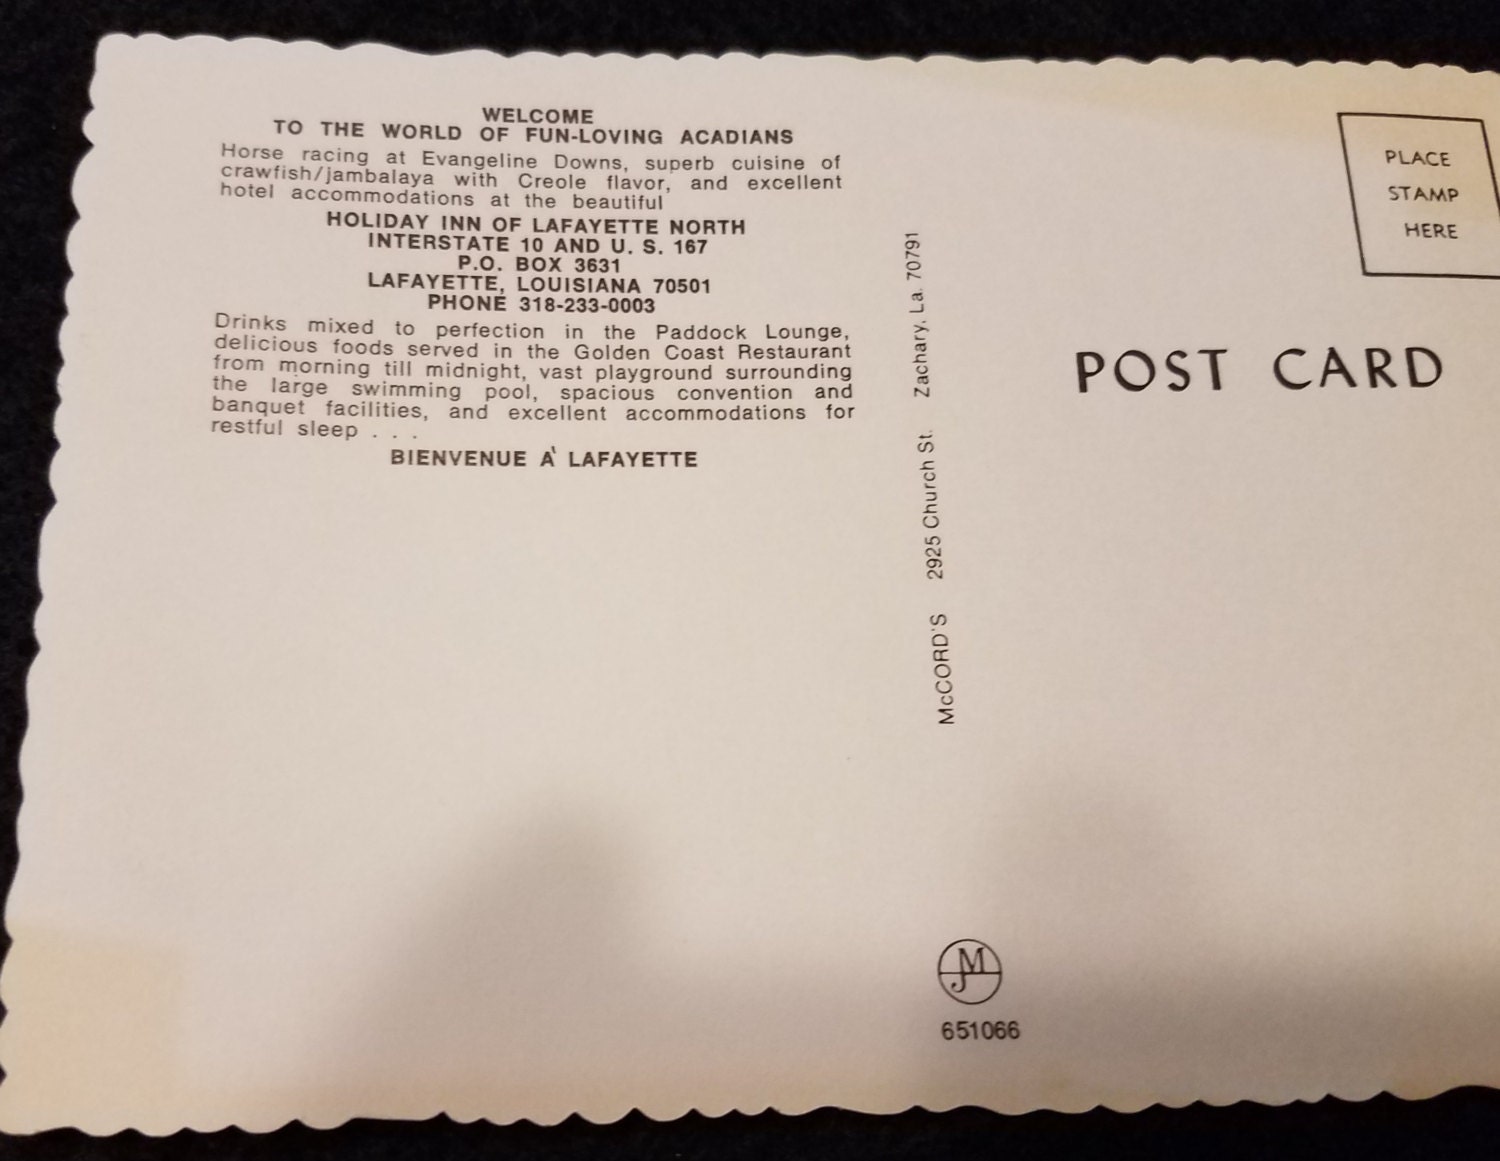 WELCOME
TO THE WORLD OF FUN-LOVING ACADIANS
Horse racing at Evangeline Downs, superb cuisine of
crawfish/jambalaya with Creole flavor, and excellent
hotel accommodations at the beautiful
HOLIDAY INN OF LAFAYETTE NORTH
INTERSTATE 10 AND U. S. 167
P.O. BOX 3631
LAFAYETTE, LOUISIANA 70501
PHONE 318-233-0003
Drinks mixed to perfection in the Paddock Lounge,
delicious foods served in the Golden Coast Restaurant
from morning till midnight, vast playground surrounding
the large swimming pool, spacious convention and
banquet facilities, and excellent accommodations for
restful sleep . . .
BIENVENUE À LAFAYETTE
McCORD'S 2925 Church St. Zachary, La. 70791
PLACE
STAMP
HERE
POST CARD
JM
651066